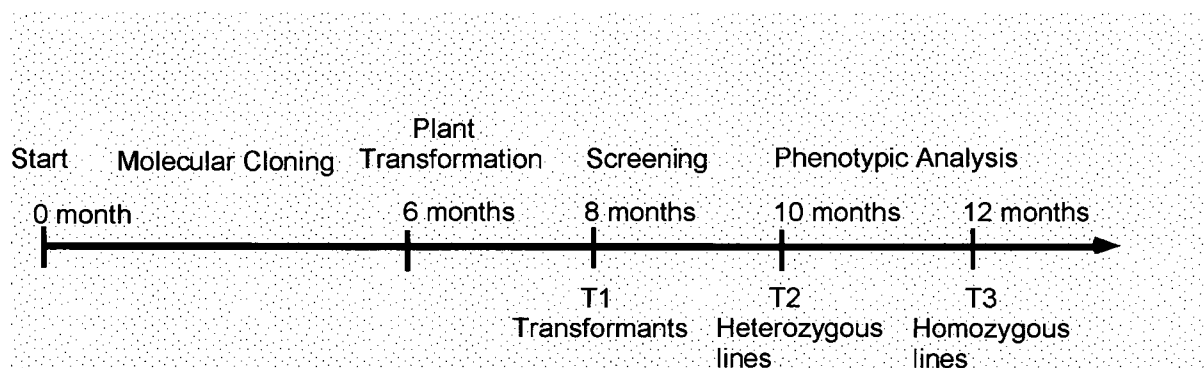 Plant
Start Molecular Cloning Transformation Screening Phenotypic Analysis
0 month 6 months 8 months 10 months 12 months
T1 T2 T3
Transformants Heterozygous Homozygous
lines lines